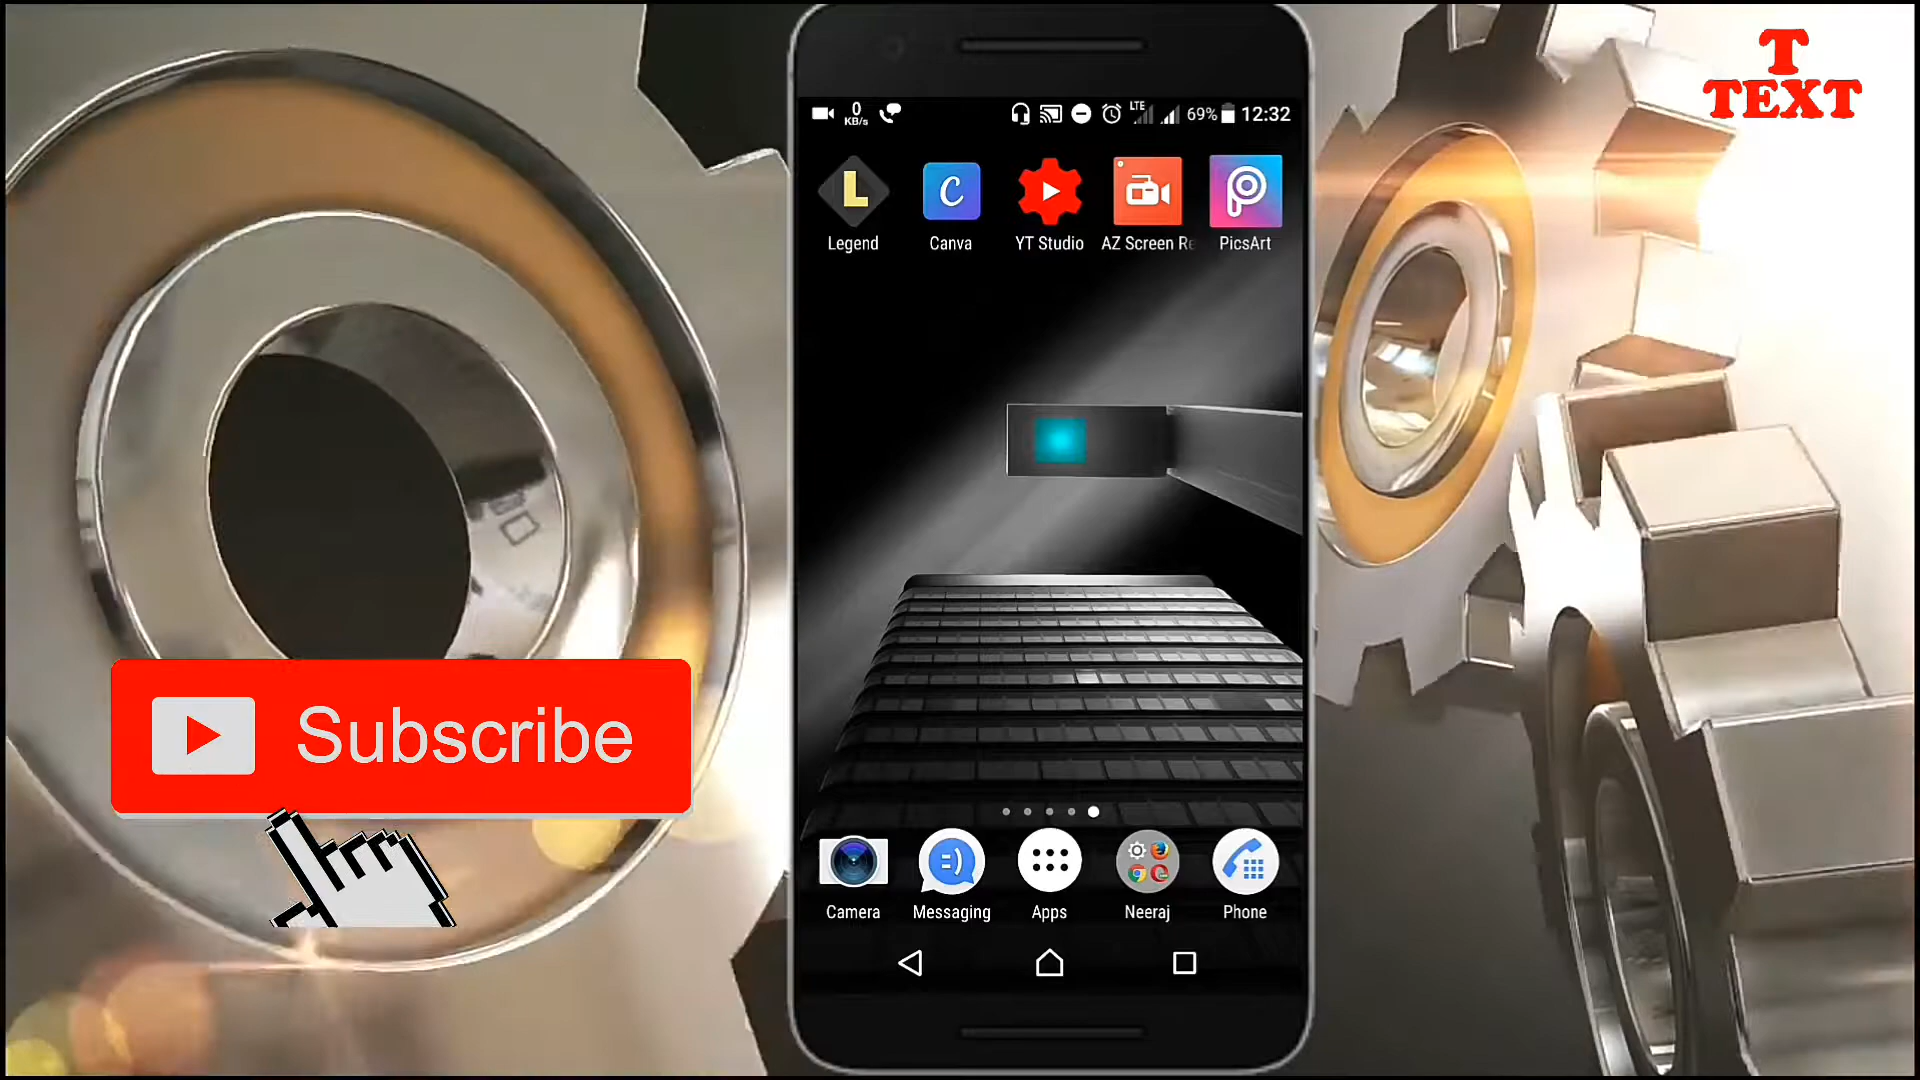 T
TEXT
0
KB/s
LTE
69%
12:32
L
C
Legend
Canva
YT Studio
AZ Screen Re
PicsArt
Subscribe
Camera
Messaging
Apps
Neeraj
Phone